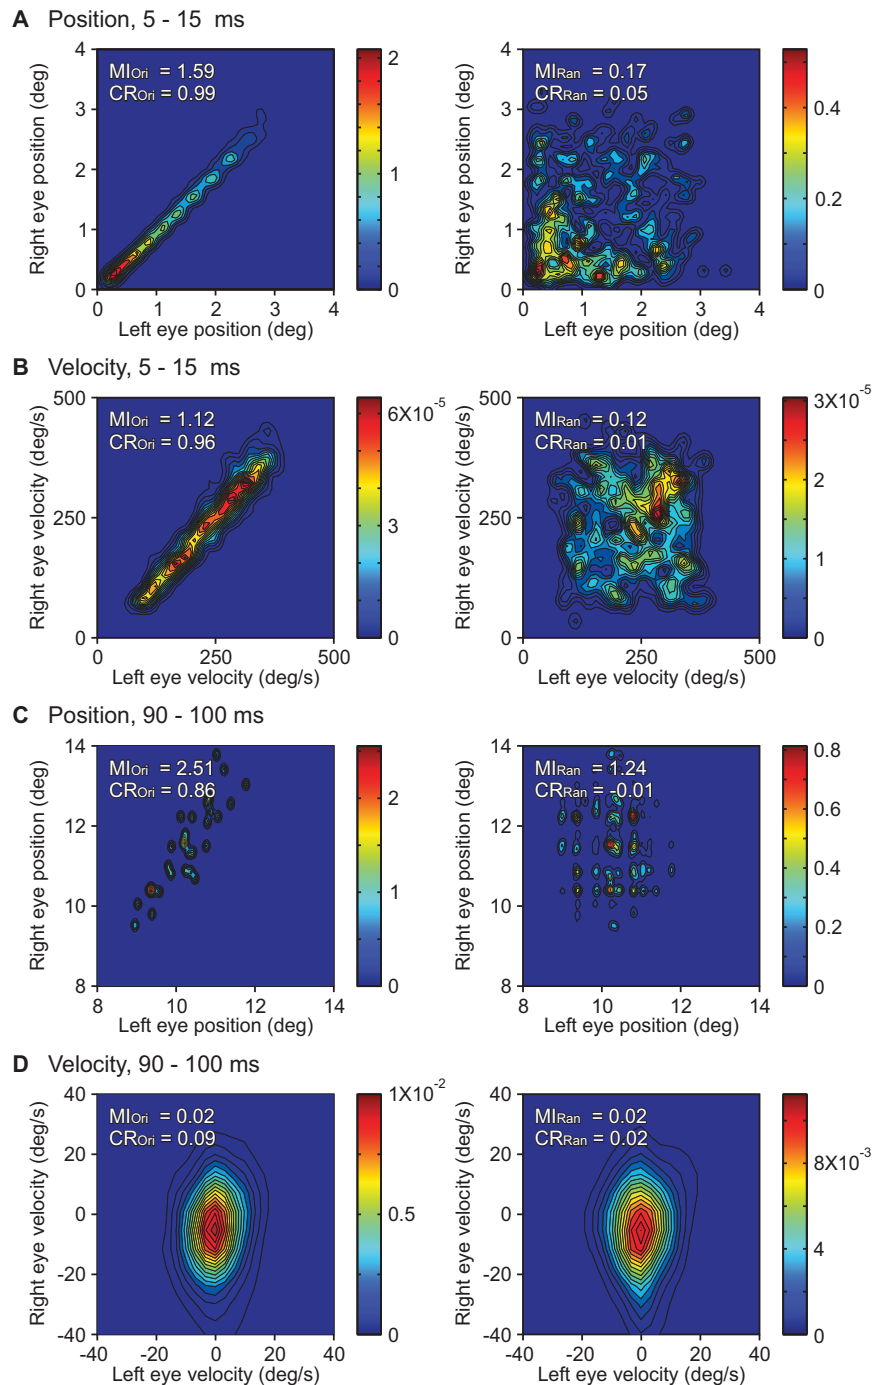 A Position, 5 - 15 ms
4
3
2
1
0
Right eye position (deg)
MIOri = 1.59
CROri = 0.99
0 1 2 3 4
Left eye position (deg)
2
1
0
4
3
2
1
0
Right eye position (deg)
MIRan = 0.17
CRRan = 0.05
0 1 2 3 4
Left eye position (deg)
0.4
0.2
0
B Velocity, 5 - 15 ms
500
250
0
Right eye velocity (deg/s)
MIOri = 1.12
CROri = 0.96
0 250 500
Left eye velocity (deg/s)
6X10-5
3
0
500
250
0
Right eye velocity (deg/s)
MIRan = 0.12
CRRan = 0.01
0 250 500
Left eye velocity (deg/s)
3X10-5
2
1
0
C Position, 90 - 100 ms
14
12
10
8
Right eye position (deg)
MIOri = 2.51
CROri = 0.86
8 10 12 14
Left eye position (deg)
2
1
0
14
12
10
8
Right eye position (deg)
MIRan = 1.24
CRRan = -0.01
8 10 12 14
Left eye position (deg)
0.8
0.6
0.4
0.2
0
D Velocity, 90 - 100 ms
40
20
0
-20
-40
Right eye velocity (deg/s)
MIOri = 0.02
CROri = 0.09
-40 -20 0 20 40
Left eye velocity (deg/s)
1X10-2
0.5
0
40
20
0
-20
-40
Right eye velocity (deg/s)
MIRan = 0.02
CRRan = 0.02
-40 -20 0 20 40
Left eye velocity (deg/s)
8X10-3
4
0